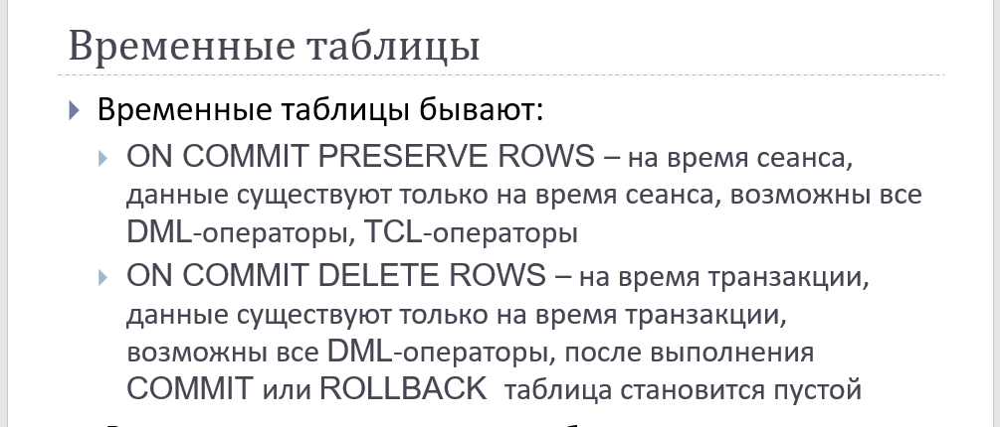 Временные таблицы
Временные таблицы бывают:
ON COMMIT PRESERVE ROWS – на время сеанса,
данные существуют только на время сеанса, возможны все
DML-операторы, TCL-операторы
ON COMMIT DELETE ROWS – на время транзакции,
данные существуют только на время транзакции,
возможны все DML-операторы, после выполнения
COMMIT или ROLLBACK таблица становится пустой